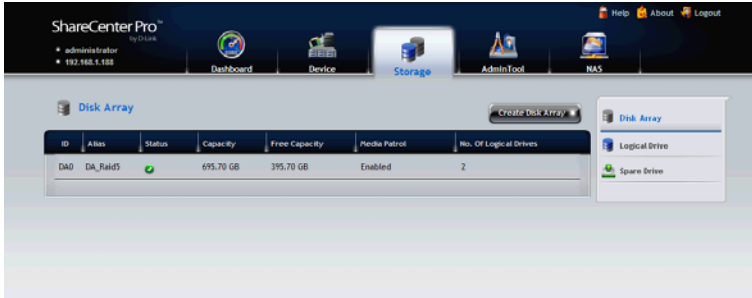 Help About Logout
ShareCenter Pro™
by D-Link
administrator
192.168.1.188
Dashboard Device Storage AdminTool NAS
Disk Array
Create Disk Array
ID Alias Status Capacity Free Capacity Media Patrol No. Of Logical Drives
DA0 DA_Raid5 695.70 GB 395.70 GB Enabled 2
Disk Array
Logical Drive
Spare Drive